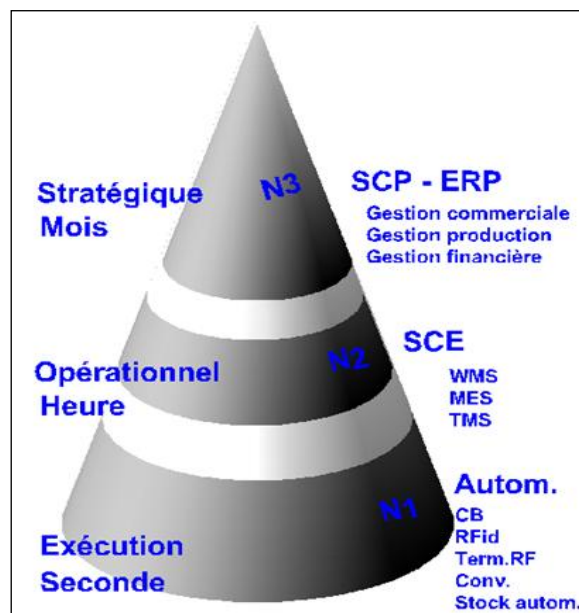 Stratégique
Mois
N3
SCP - ERP
Gestion commerciale
Gestion production
Gestion financière
Opérationnel
Heure
N2
SCE
WMS
MES
TMS
Exécution
Seconde
N1
Autom.
CB
RFid
Term.RF
Conv.
Stock autom.